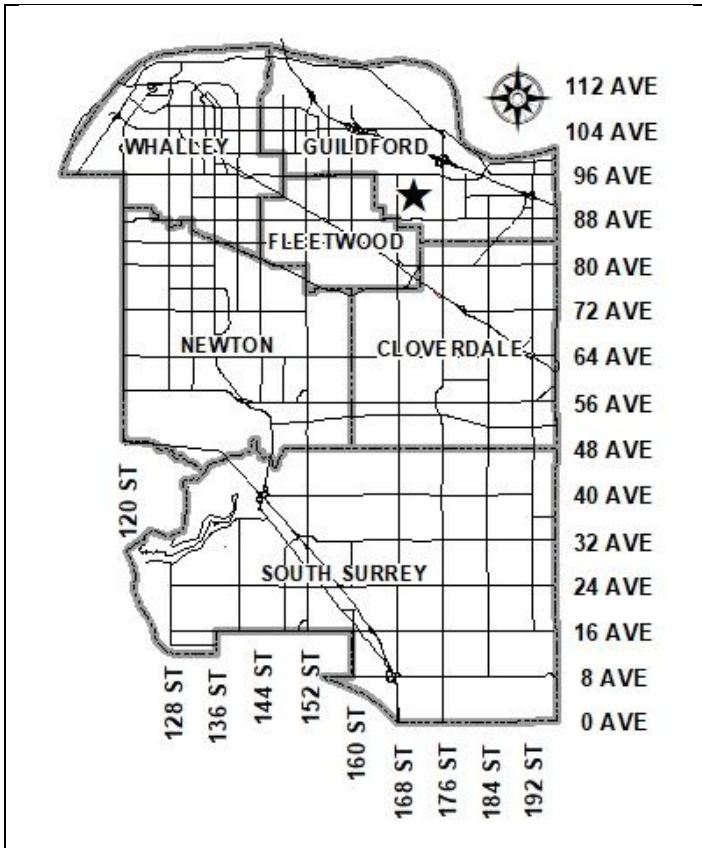 112 AVE
104 AVE
WHALLEY
GUILDFORD
96 AVE
88 AVE
FLEETWOOD
80 AVE
72 AVE
NEWTON
CLOVERDALE
64 AVE
56 AVE
48 AVE
120 ST
40 AVE
32 AVE
SOUTH SURREY
24 AVE
16 AVE
8 AVE
0 AVE
128 ST
136 ST
144 ST
152 ST
160 ST
168 ST
176 ST
184 ST
192 ST